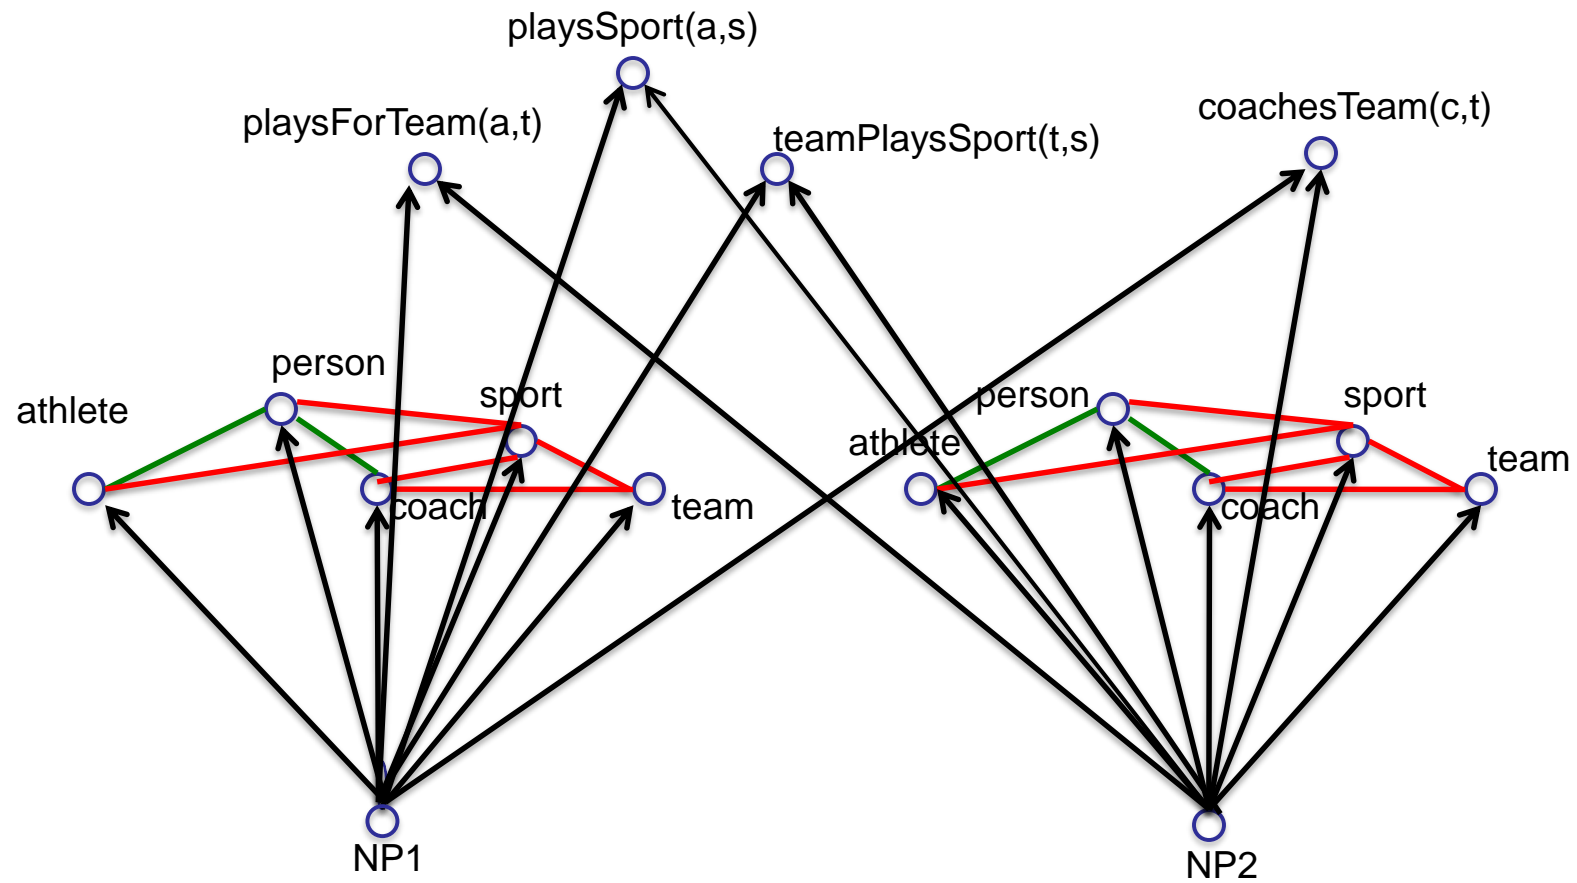 playsSport(a,s)
playsForTeam(a,t)
teamPlaysSport(t,s)
coachesTeam(c,t)
person
sport
athlete
coach
team
person
sport
athlete
coach
team
NP1
NP2